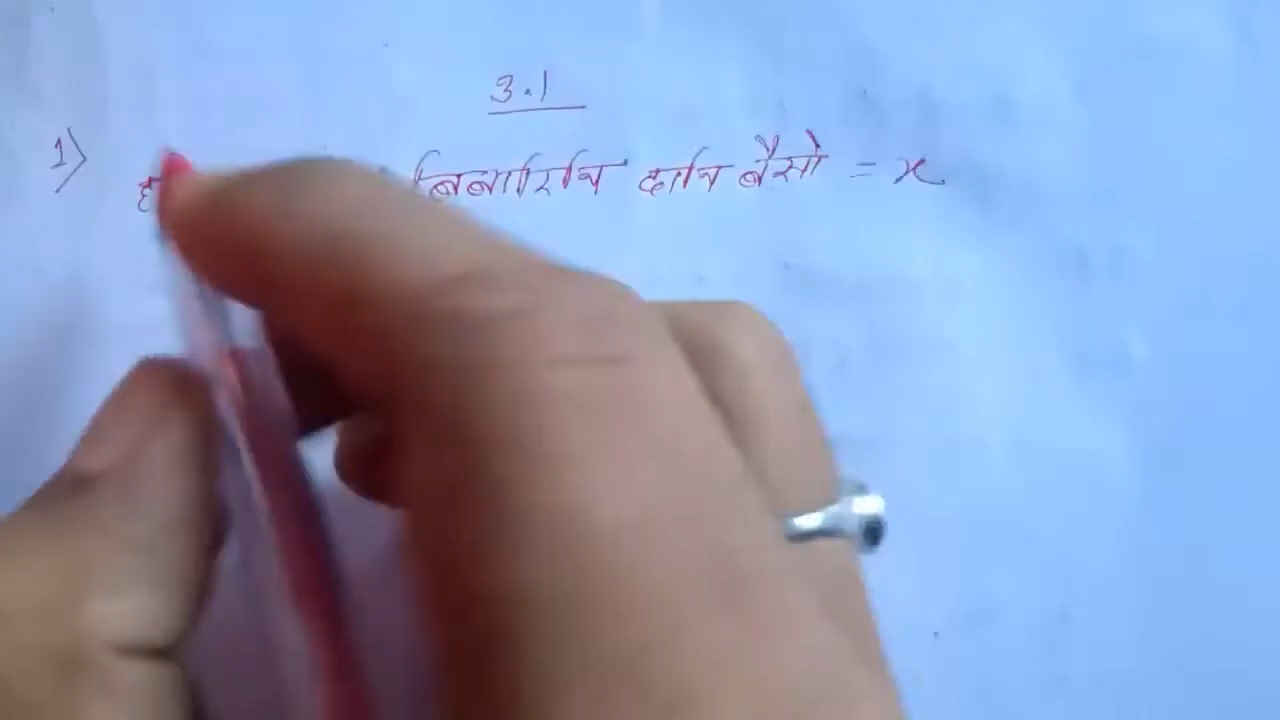 3.1
1) बिबारिथि दाथि बैसो = x